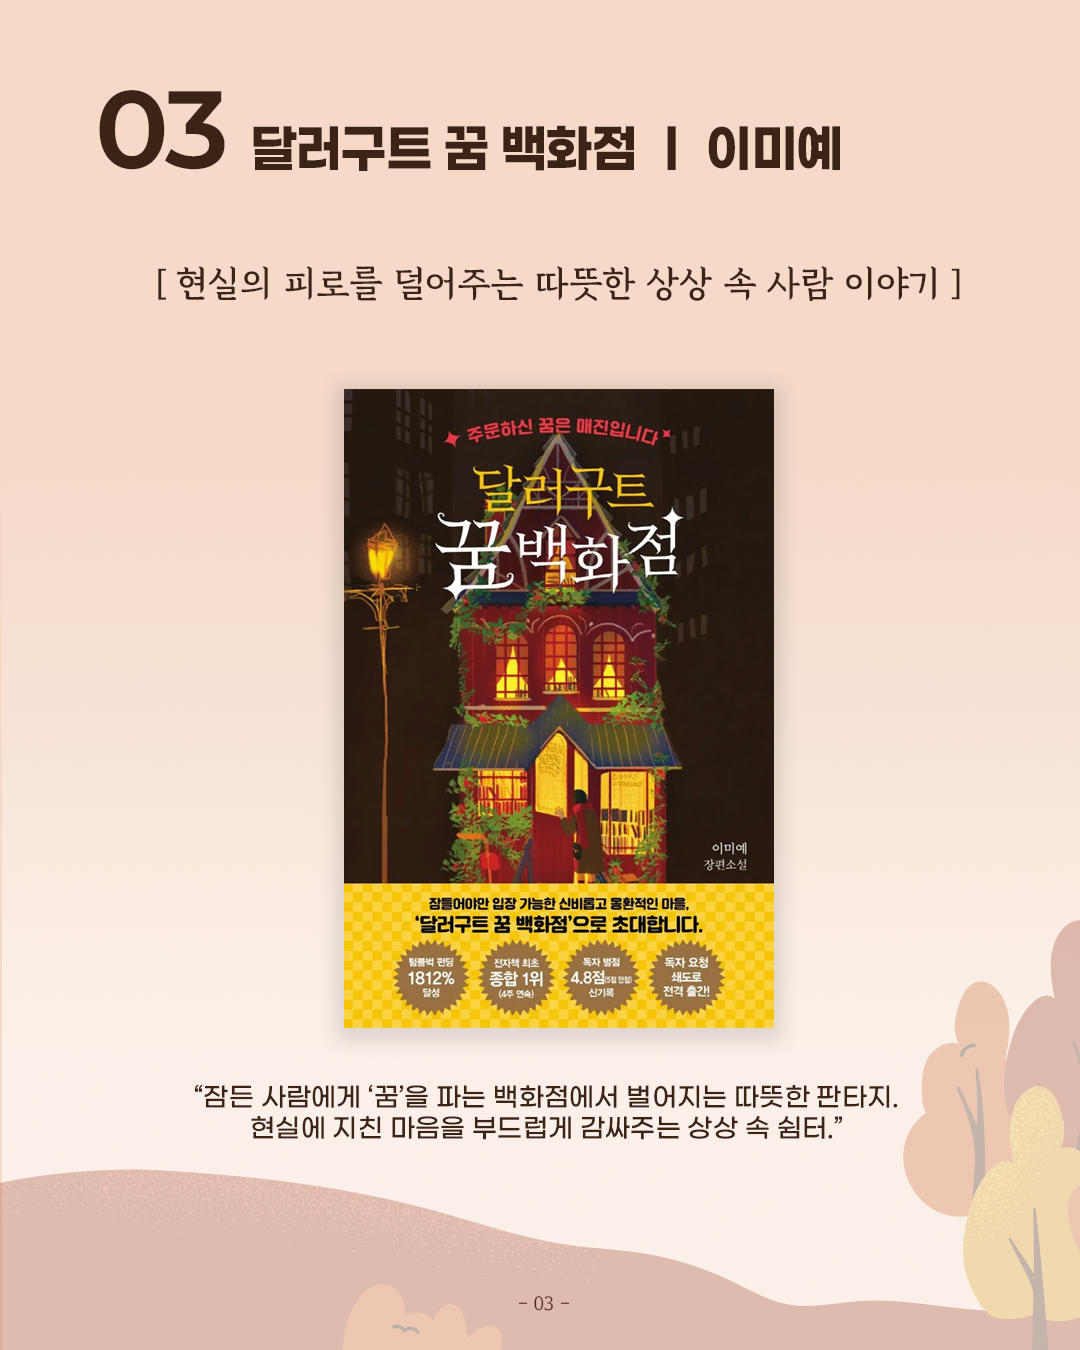 03 달러구트 꿈 백화점 | 이미예
[ 현실의 피로를 덜어주는 따뜻한 상상 속 사람 이야기 ]
주문하신 꿈은 매진입니다
달러구트
꿈백화점
이미예
장편소설
잠들어야만 입장 가능한 신비롭고 몽환적인 마을,
‘달러구트 꿈 백화점’으로 초대합니다.
텀블벅 펀딩
1812%
달성
전자책 최초
종합 1위
(4주 연속)
독자 별점
4.8점(5점 만점)
신기록
독자 요청
쇄도로
전격 출간!
“잠든 사람에게 ‘꿈’을 파는 백화점에서 벌어지는 따뜻한 판타지.
현실에 지친 마음을 부드럽게 감싸주는 상상 속 쉼터.”
- 03 -